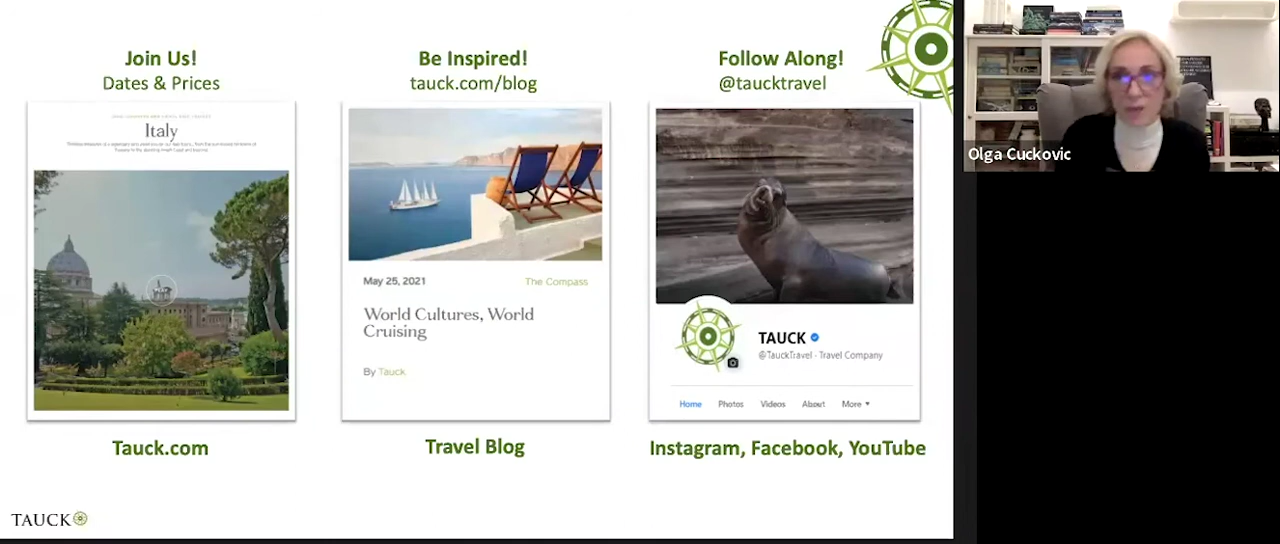 Join Us!
Dates & Prices
Italy
Tauck.com
Be Inspired!
tauck.com/blog
May 25, 2021
The Compass
World Cultures, World
Cruising
By Tauck
Travel Blog
Follow Along!
@taucktravel
TAUCK
@TauckTravel · Travel Company
Home Photos Videos About More
Instagram, Facebook, YouTube
TAUCK
Olga Cuckovic